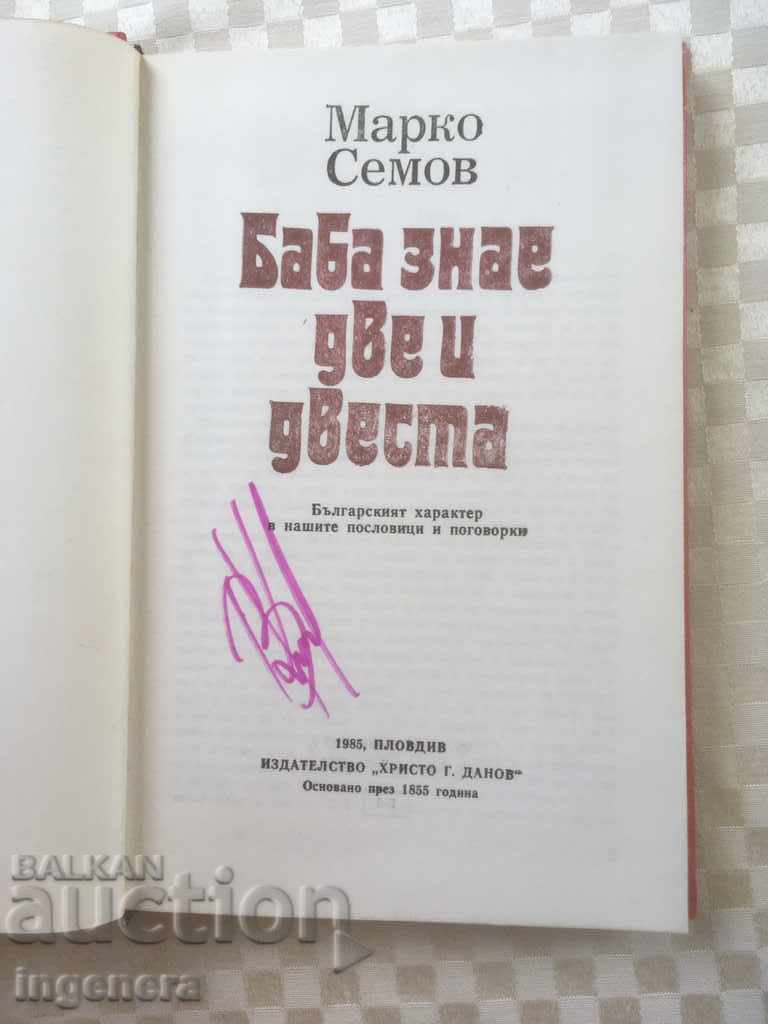 Марко
Семов
Баба знае
две и
двеста
Българският характер
в нашите пословици и поговорки
1985, ПЛОВДИВ
ИЗДАТЕЛСТВО „ХРИСТО Г. ДАНОВ“
Основано през 1855 година
BALKAN
auction
ingenera